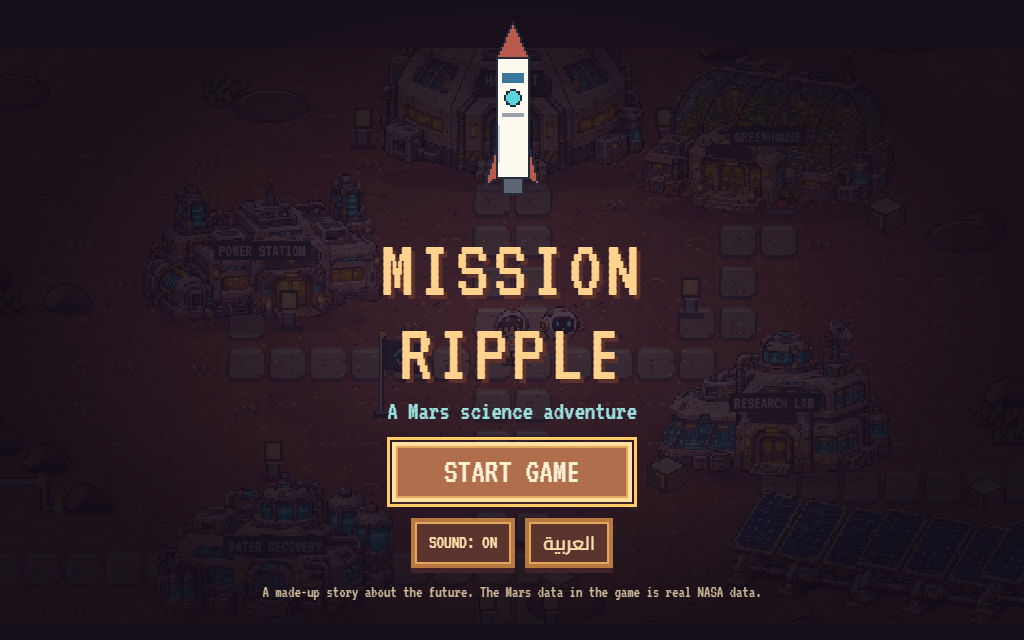 GREENHOUSE
POWER STATION
MISSION
RIPPLE
A Mars science adventure
RESEARCH LAB
START GAME
SOUND: ON
العربية
WATER RECOVERY
A made-up story about the future. The Mars data in the game is real NASA data.